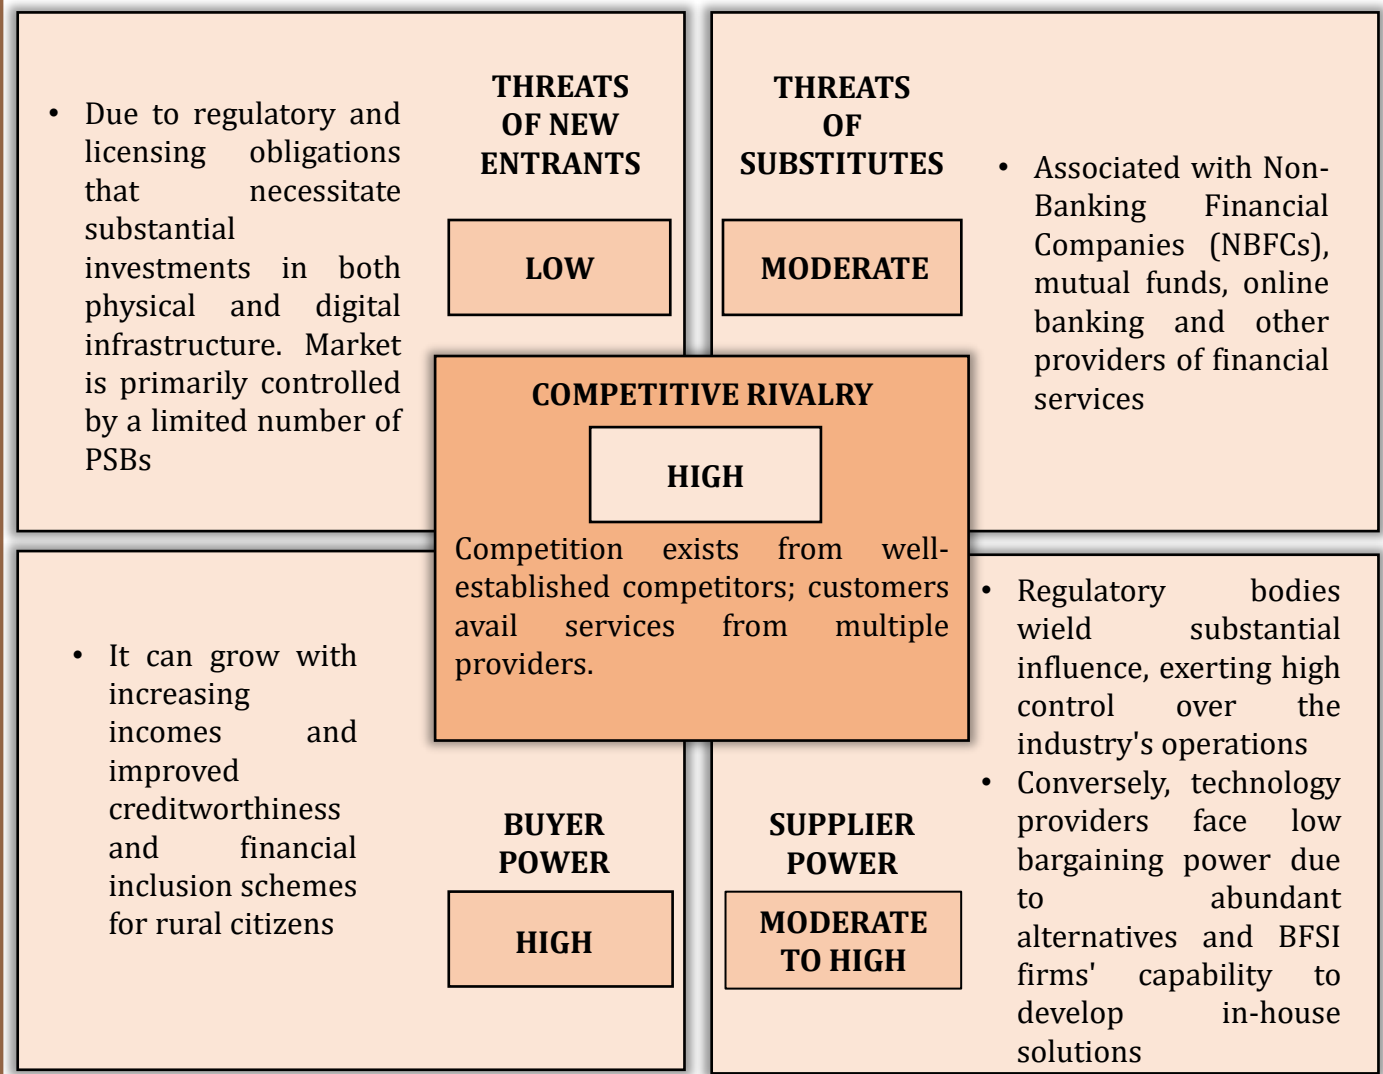 THREATS
OF NEW
ENTRANTS
LOW
• Due to regulatory and
licensing obligations
that necessitate
substantial
investments in both
physical and digital
infrastructure. Market
is primarily controlled
by a limited number of
PSBs
THREATS
OF
SUBSTITUTES
MODERATE
• Associated with Non-
Banking Financial
Companies (NBFCs),
mutual funds, online
banking and other
providers of financial
services
COMPETITIVE RIVALRY
HIGH
Competition exists from well-
established competitors; customers
avail services from multiple
providers.
• It can grow with
increasing
incomes and
improved
creditworthiness
and financial
inclusion schemes
for rural citizens
BUYER
POWER
HIGH
SUPPLIER
POWER
MODERATE
TO HIGH
• Regulatory bodies
wield substantial
influence, exerting high
control over the
industry's operations
• Conversely, technology
providers face low
bargaining power due
to abundant
alternatives and BFSI
firms' capability to
develop in-house
solutions